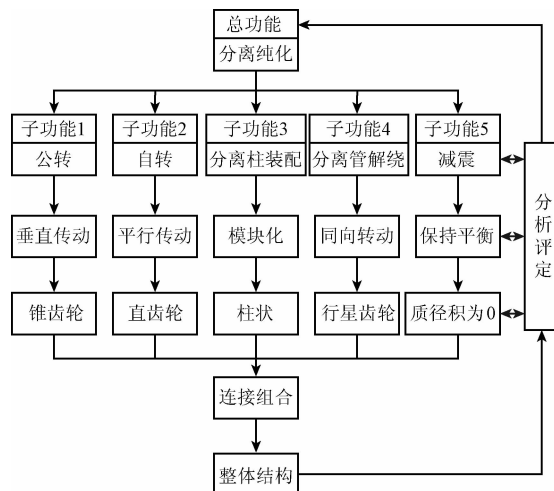 总功能
分离纯化
子功能1
子功能2
子功能3
子功能4
子功能5
公转
自转
分离柱装配
分离管解绕
减震
垂直传动
平行传动
模块化
同向转动
保持平衡
锥齿轮
直齿轮
柱状
行星齿轮
质径积为0
分析评定
连接组合
整体结构